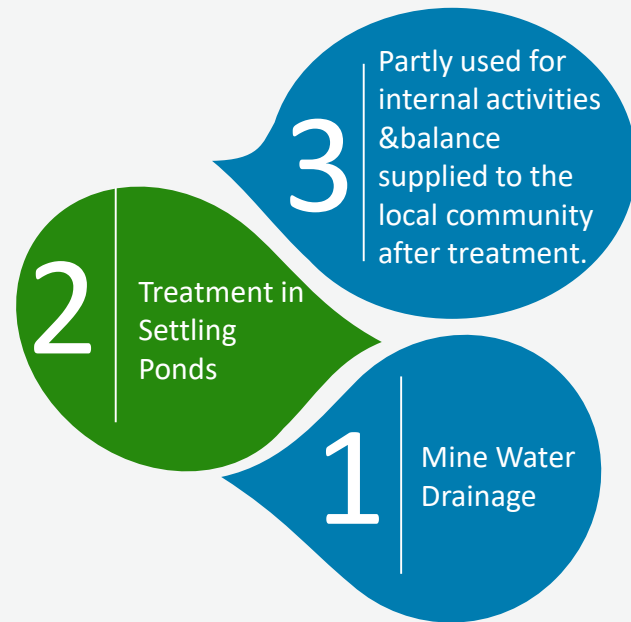 3
Partly used for
internal activities
&balance
supplied to the
local community
after treatment.
2
Treatment in
Settling
Ponds
1
Mine Water
Drainage